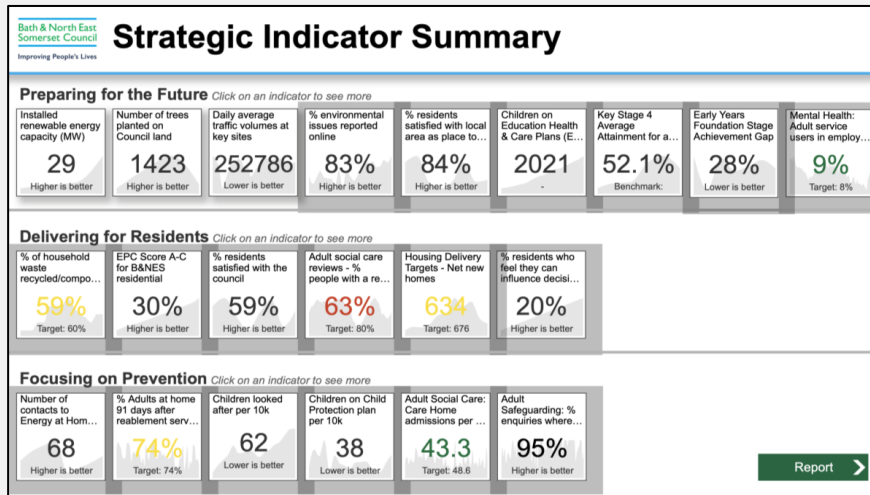 Bath & North East
Somerset Council
Improving People's Lives
Strategic Indicator Summary
Preparing for the Future Click on an indicator to see more
Installed
renewable energy
capacity (MW)
29
Higher is better
Number of trees
planted on
Council land
1423
Higher is better
Daily average
traffic volumes at
key sites
252786
Lower is better
% environmental
issues reported
online
83%
Higher is better
% residents
satisfied with local
area as place to...
84%
Higher is better
Children on
Education Health
& Care Plans (E...
2021
-
Key Stage 4
Average
Attainment for a...
52.1%
Benchmark:
Early Years
Foundation Stage
Achievement Gap
28%
Lower is better
Mental Health:
Adult service
users in employ...
9%
Target: 8%
Delivering for Residents Click on an indicator to see more
% of household
waste
recycled/compo...
59%
Target: 60%
EPC Score A-C
for B&NES
residential
30%
Higher is better
% residents
satisfied with the
council
59%
Higher is better
Adult social care
reviews - %
people with a re...
63%
Target: 80%
Housing Delivery
Targets - Net new
homes
634
Target: 676
% residents who
feel they can
influence decisi...
20%
Higher is better
Focusing on Prevention Click on an indicator to see more
Number of
contacts to
Energy at Hom...
68
Higher is better
% Adults at home
91 days after
reablement serv...
74%
Target: 74%
Children looked
after per 10k
62
Lower is better
Children on Child
Protection plan
per 10k
38
Lower is better
Adult Social Care:
Care Home
admissions per ...
43.3
Target: 48.6
Adult
Safeguarding: %
enquiries where...
95%
Higher is better
Report